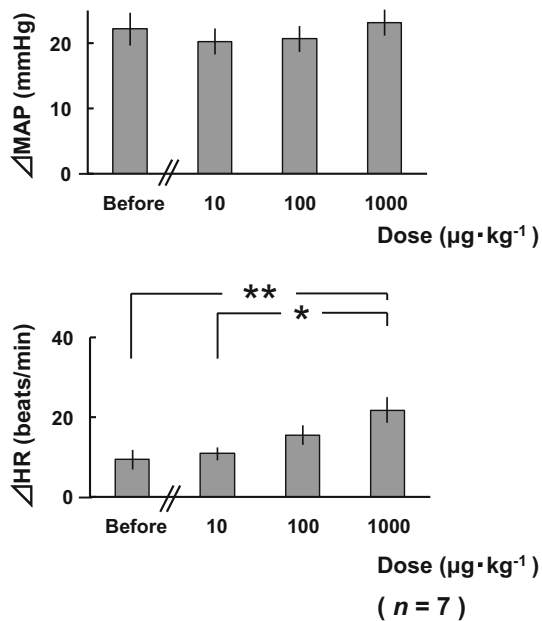 ⊿MAP (mmHg)
20
10
0
Before 10 100 1000
Dose (µg·kg-1)
** 
*
⊿HR (beats/min)
40
20
0
Before 10 100 1000
Dose (µg·kg-1)
( n = 7 )